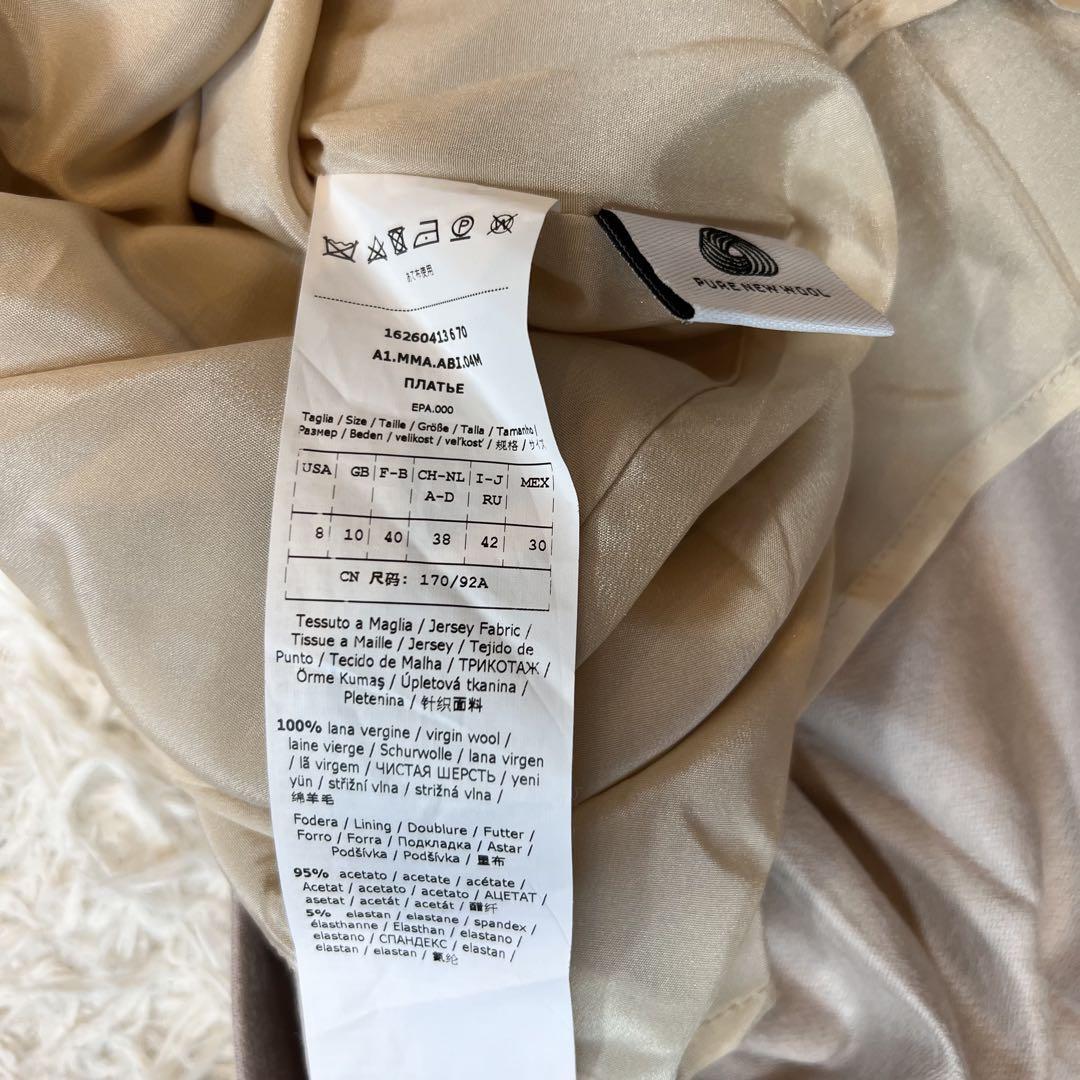 P W
あて布使用
PURE NEW WOOL
16260413670
A1.MMA.ABI.04M
ПЛАТЬЕ
EPA.000
Taglia / Size / Taille / Größe / Talla / Tamanho /
Размер / Beden / velikost / veľkosť / 规格 / サイズ
USA GB F-B CH-NL I-J MEX
A-D RU
8 10 40 38 42 30
CN 尺码: 170/92A
Tessuto a Maglia / Jersey Fabric /
Tissue a Maille / Jersey / Tejido de
Punto / Tecido de Malha / ТРИКОТАЖ /
Örme Kumaş / Úpletová tkanina /
Pletenina / 针织面料
100% lana vergine / virgin wool /
laine vierge / Schurwolle / lana virgen
/ lã virgem / ЧИСТАЯ ШЕРСТЬ / yeni
yün / střižní vlna / strižná vlna /
绵羊毛
Fodera / Lining / Doublure / Futter /
Forro / Forra / Подкладка / Astar /
Podšívka / Podšívka / 里布
95% acetato / acetate / acétate /
Acetat / acetato / acetato / АЦЕТАТ /
asetat / acetát / acetát / 醋纤
5% elastan / elastane / spandex /
élasthanne / Elasthan / elastano /
elastano / СПАНДЕКС / elastan /
elastan / elastan / 氨纶